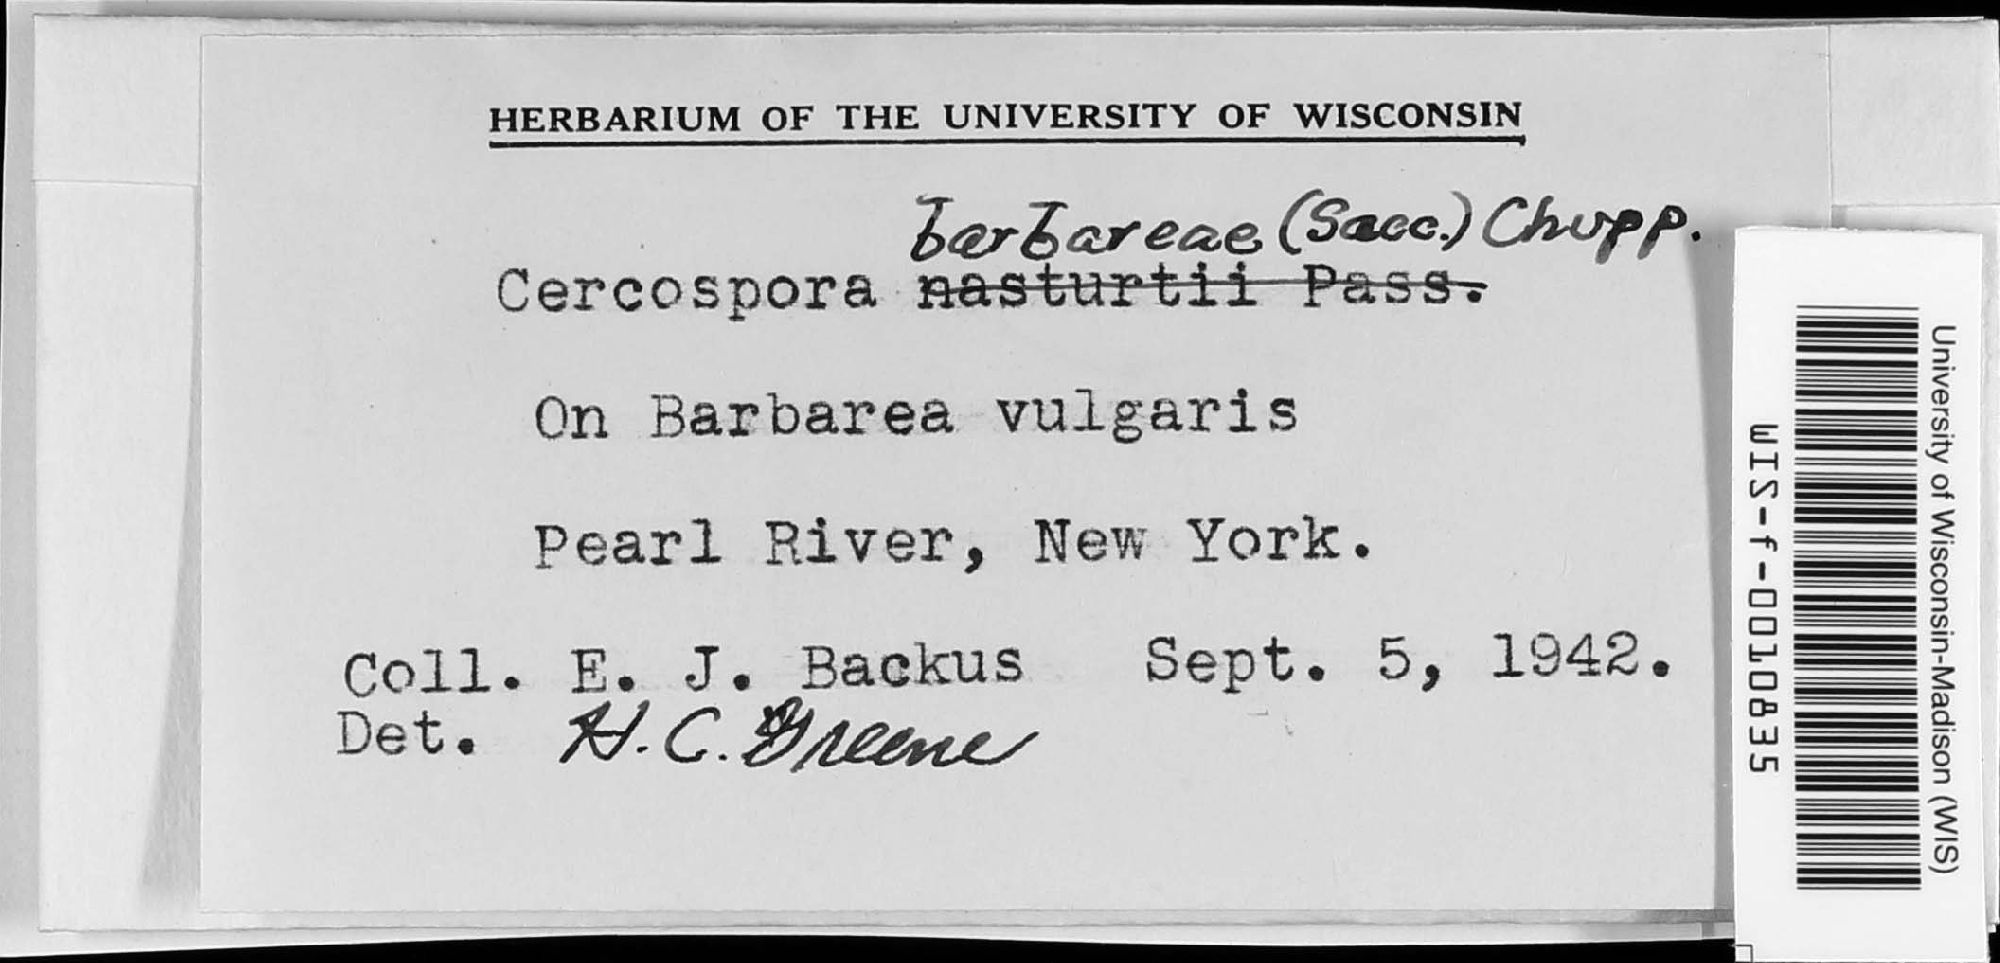 HERBARIUM OF THE UNIVERSITY OF WISCONSIN
barbareae (Sacc.) Chupp.
Cercospora nasturtii Pass.
On Barbarea vulgaris
Pearl River, New York.
Coll. E. J. Backus Sept. 5, 1942.
Det. H. C. Greene
University of Wisconsin-Madison (WIS)
WIS-f-0010835